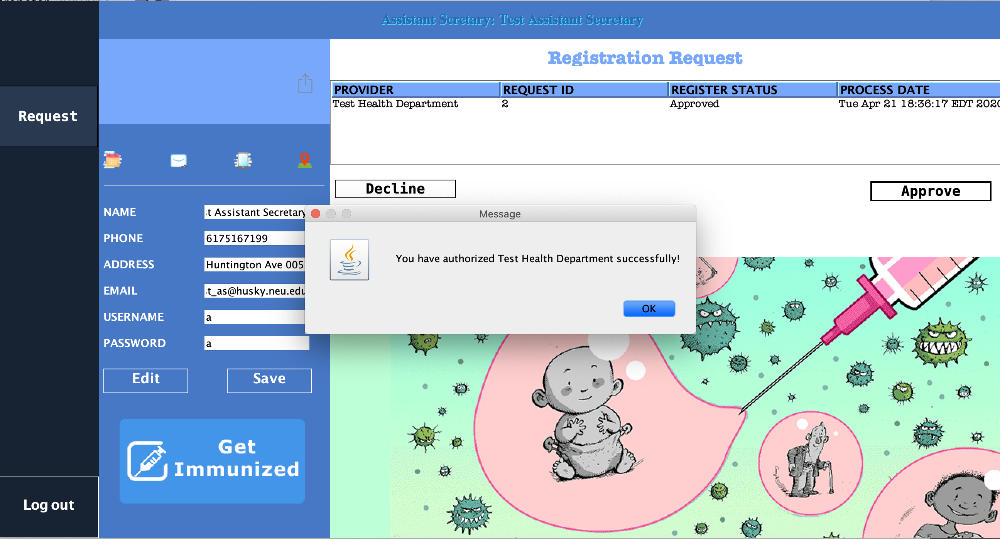 Assistant Scretary: Test Assistant Secretary
Request
Log out
NAME
t Assistant Secretary
PHONE
6175167199
ADDRESS
Huntington Ave 005
EMAIL
t_as@husky.neu.edu
USERNAME
a
PASSWORD
a
Edit Save
Get
Immunized
Registration Request
PROVIDER REQUEST ID REGISTER STATUS PROCESS DATE
Test Health Department 2 Approved Tue Apr 21 18:36:17 EDT 2020
Decline Approve
Message
You have authorized Test Health Department successfully!
OK